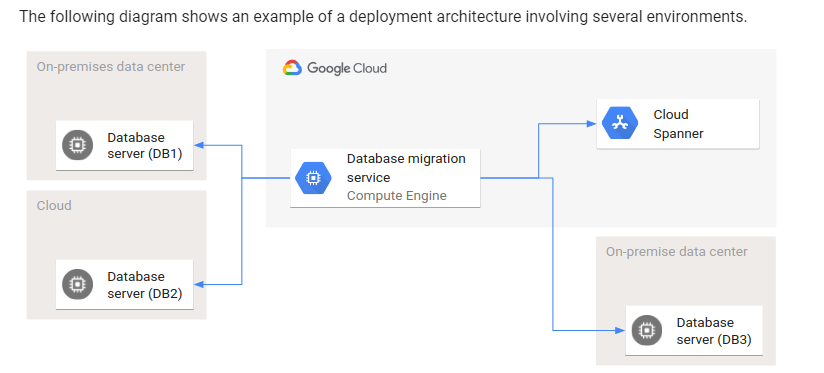 The following diagram shows an example of a deployment architecture involving several environments.
On-premises data center
Database
server (DB1)
Cloud
Database
server (DB2)
Google Cloud
Database migration
service
Compute Engine
Cloud
Spanner
On-premise data center
Database
server (DB3)